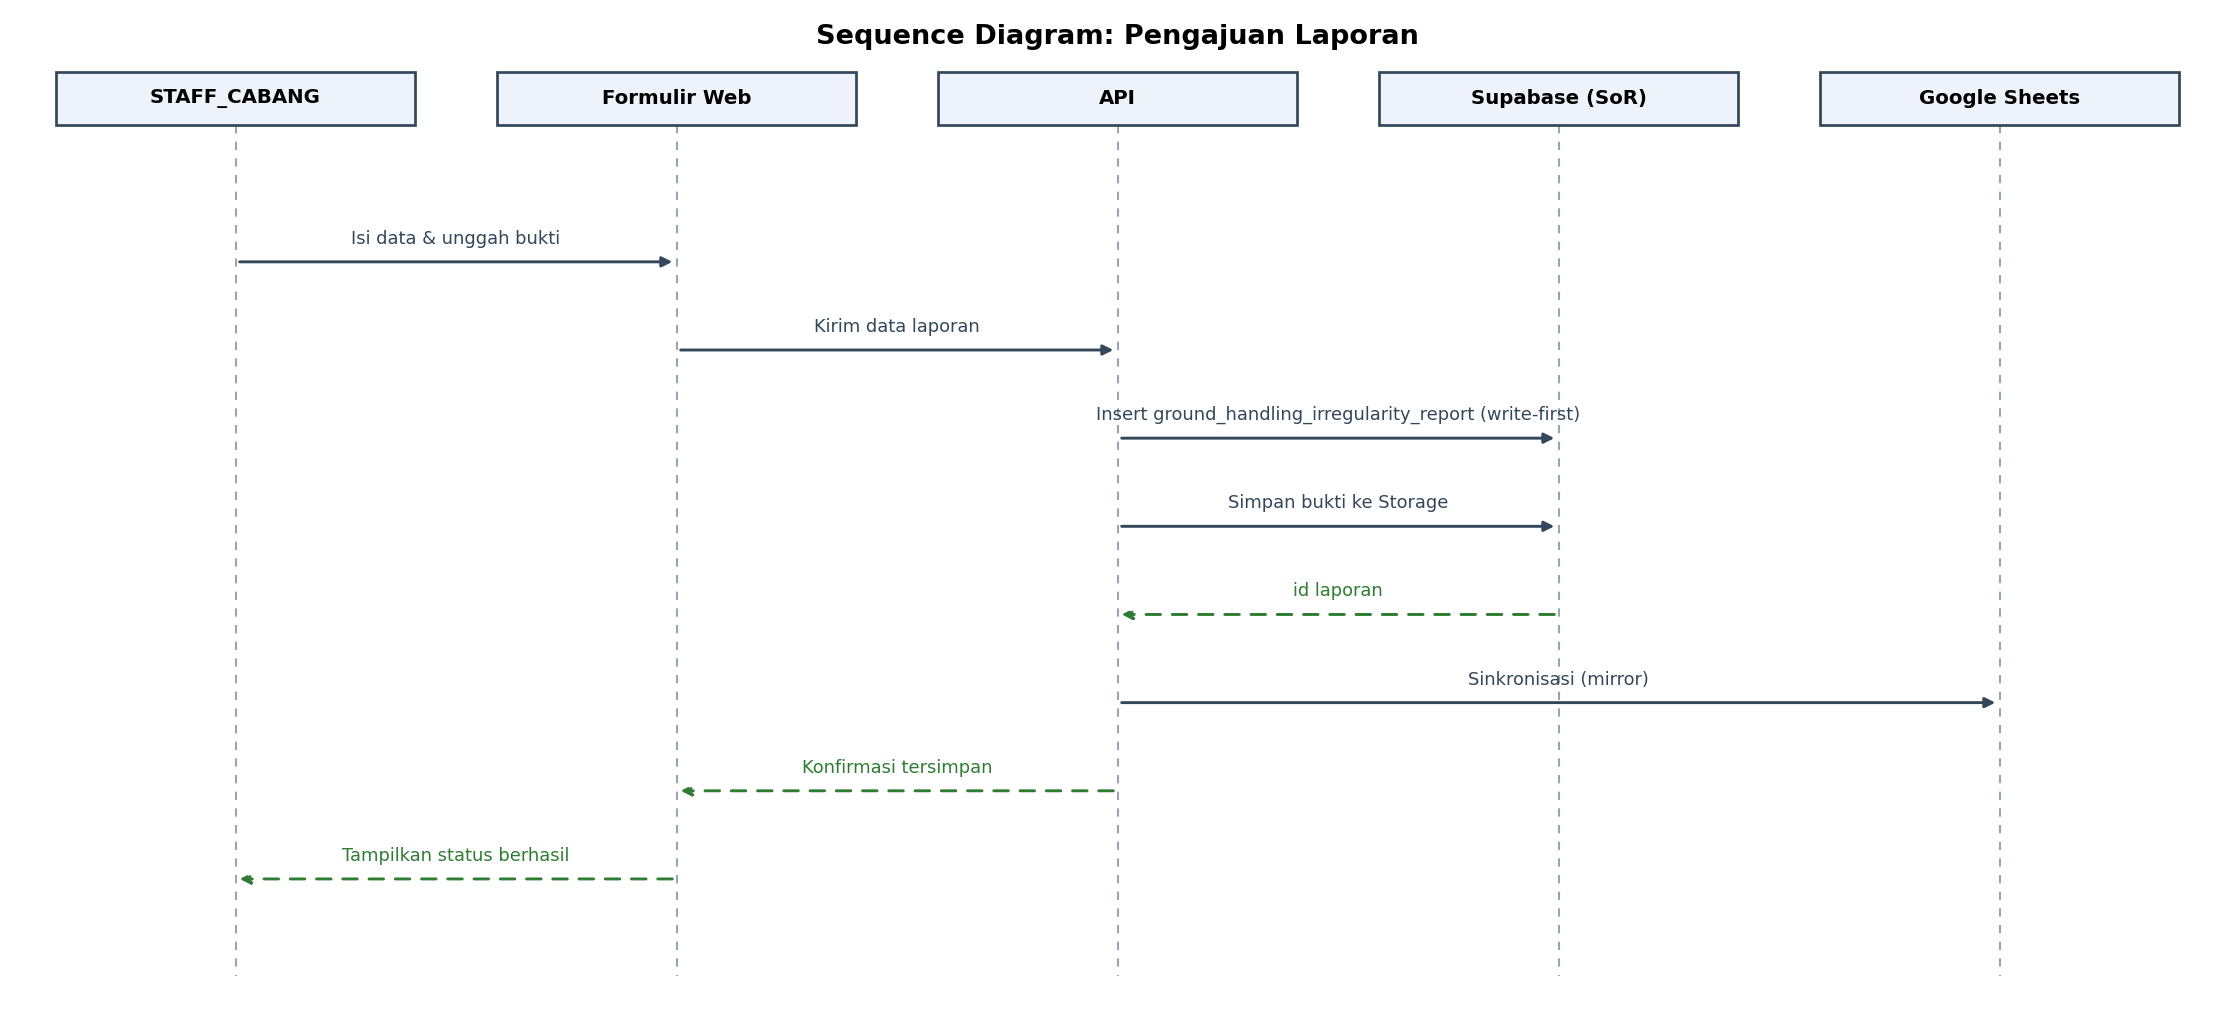 Sequence Diagram: Pengajuan Laporan
STAFF_CABANG
Formulir Web
API
Supabase (SoR)
Google Sheets
Isi data & unggah bukti
Kirim data laporan
Insert ground_handling_irregularity_report (write-first)
Simpan bukti ke Storage
id laporan
Sinkronisasi (mirror)
Konfirmasi tersimpan
Tampilkan status berhasil